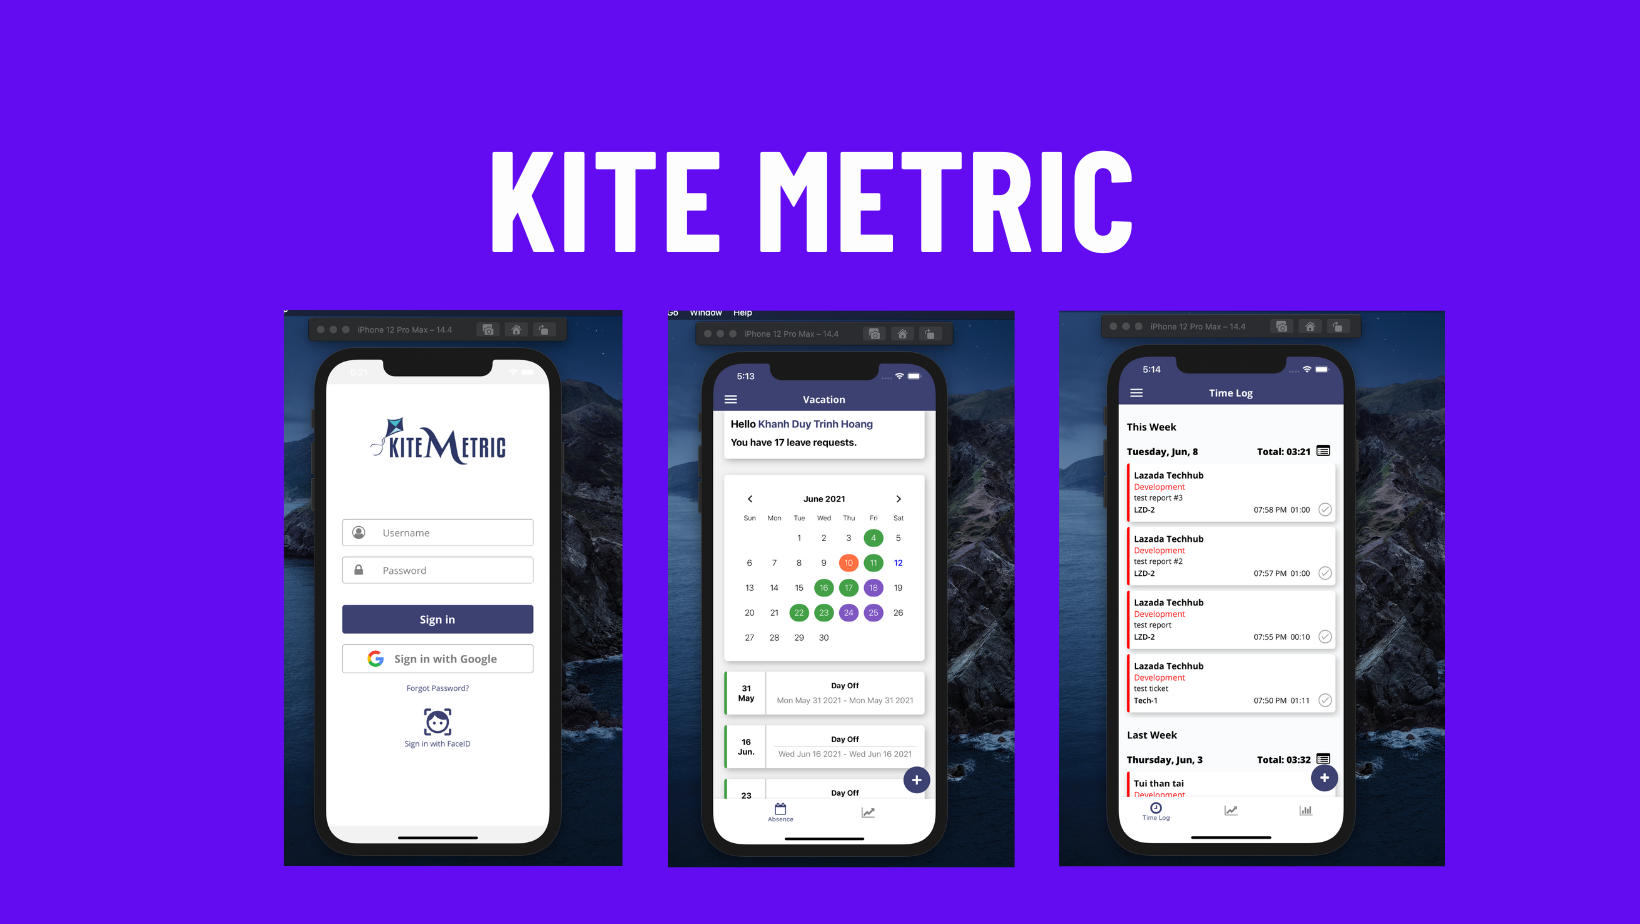 KITE METRIC
iPhone 12 Pro Max – 14.4
KITEMETRIC
Username
Password
Sign in
Sign in with Google
Forgot Password?
Sign in with FaceID
Go Window Help
iPhone 12 Pro Max – 14.4
5:13
Vacation
Hello Khanh Duy Trinh Hoang
You have 17 leave requests.
June 2021
Sun Mon Tue Wed Thu Fri Sat
1 2 3 4 5
6 7 8 9 10 11 12
13 14 15 16 17 18 19
20 21 22 23 24 25 26
27 28 29 30
31 May
Day Off
Mon May 31 2021 - Mon May 31 2021
16 Jun.
Day Off
Wed Jun 16 2021 - Wed Jun 16 2021
23
Day Off
Absence
iPhone 12 Pro Max – 14.4
5:14
Time Log
This Week
Tuesday, Jun, 8 Total: 03:21
Lazada Techhub
Development
test report #3
LZD-2 07:58 PM 01:00
Lazada Techhub
Development
test report #2
LZD-2 07:57 PM 01:00
Lazada Techhub
Development
test report
LZD-2 07:55 PM 00:10
Lazada Techhub
Development
test ticket
Tech-1 07:50 PM 01:11
Last Week
Thursday, Jun, 3 Total: 03:32
Tui than tai
Development
Time Log